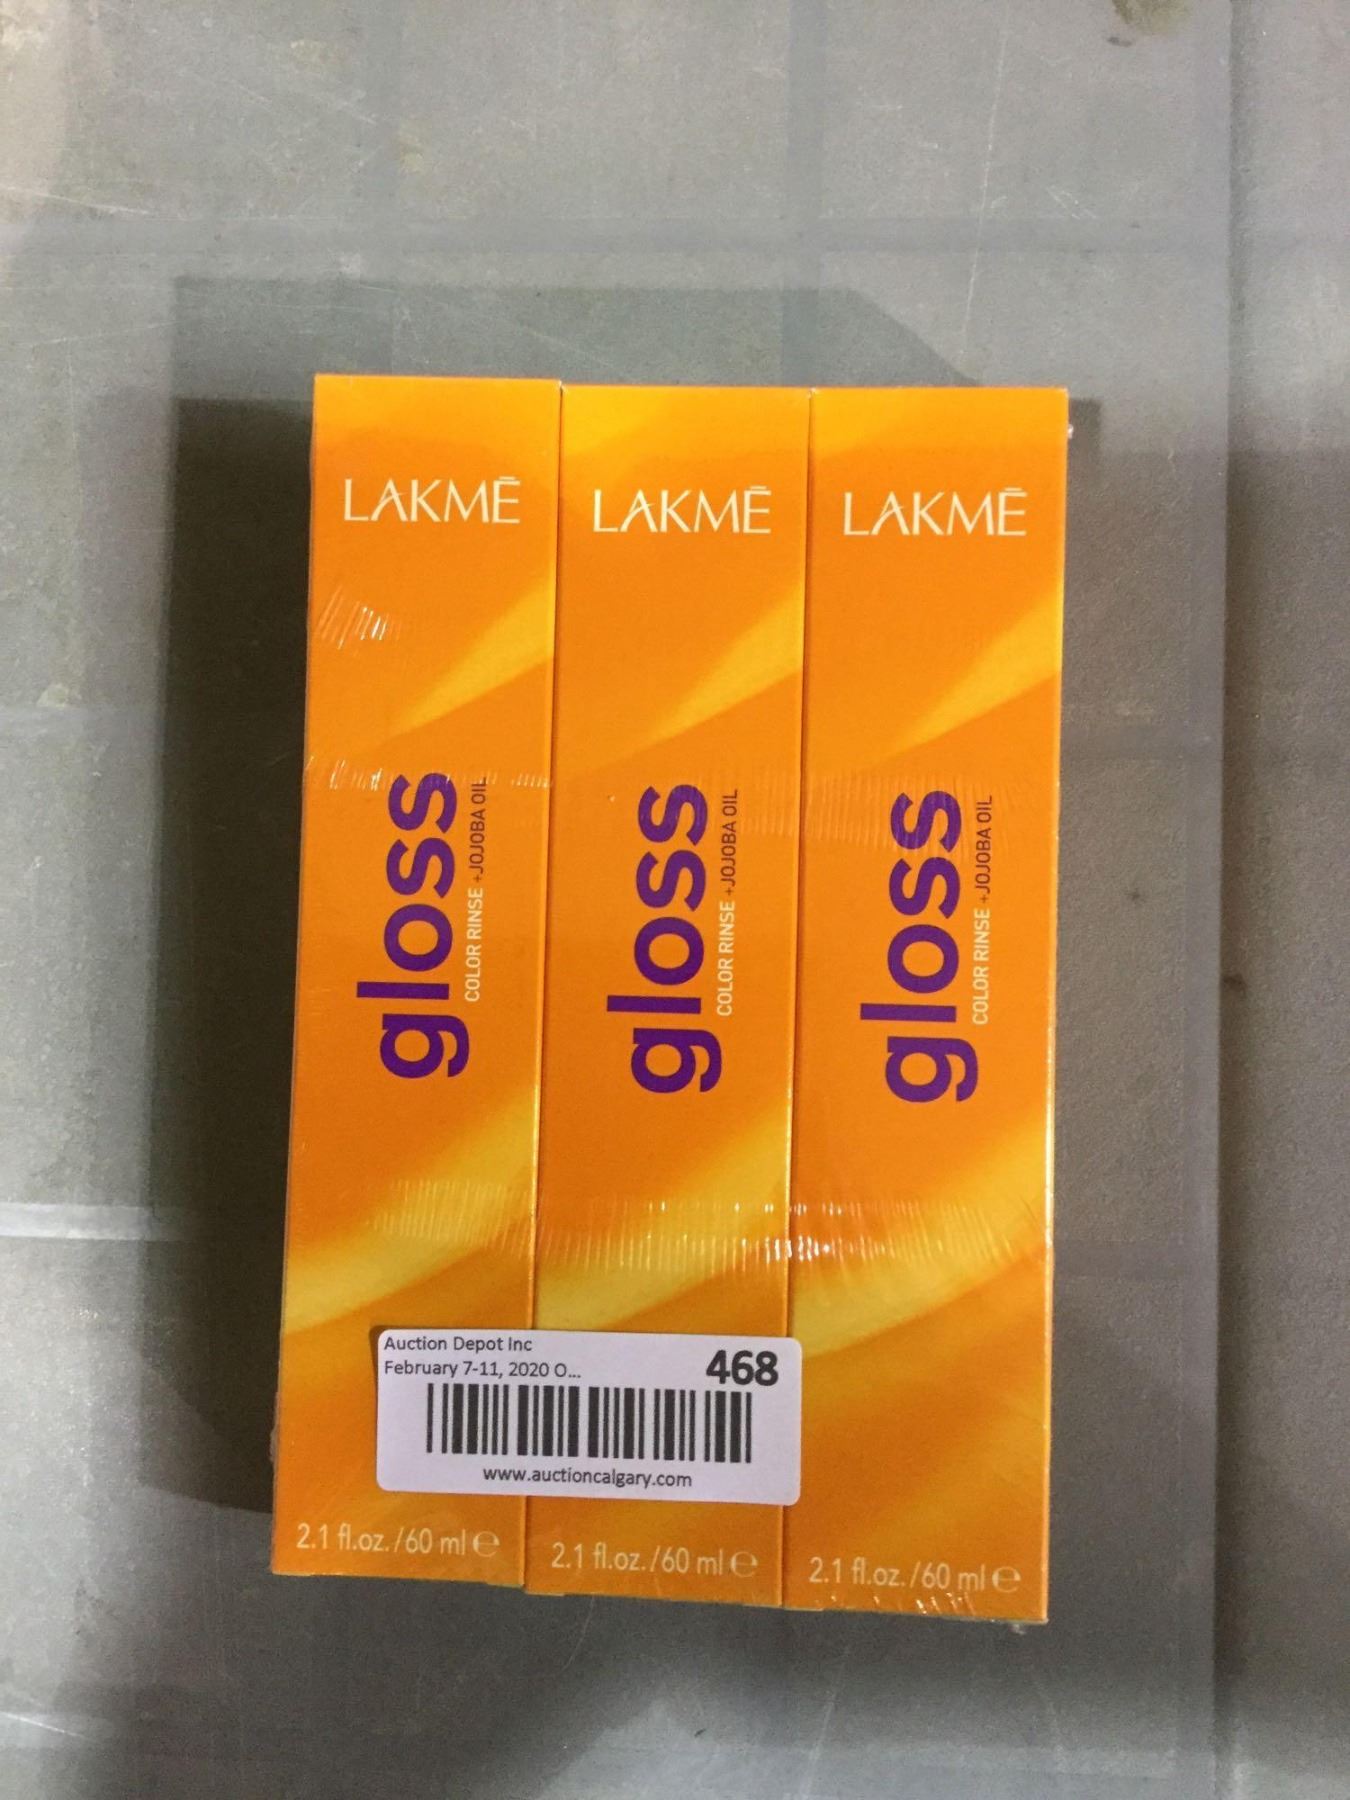 LAKMĒ
gloss
COLOR RINSE +JOJOBA OIL
2.1 fl.oz./60 ml ℮
LAKMĒ
gloss
COLOR RINSE +JOJOBA OIL
2.1 fl.oz./60 ml ℮
LAKMĒ
gloss
COLOR RINSE +JOJOBA OIL
2.1 fl.oz./60 ml ℮
Auction Depot Inc
February 7-11, 2020 O...
468
www.auctioncalgary.com